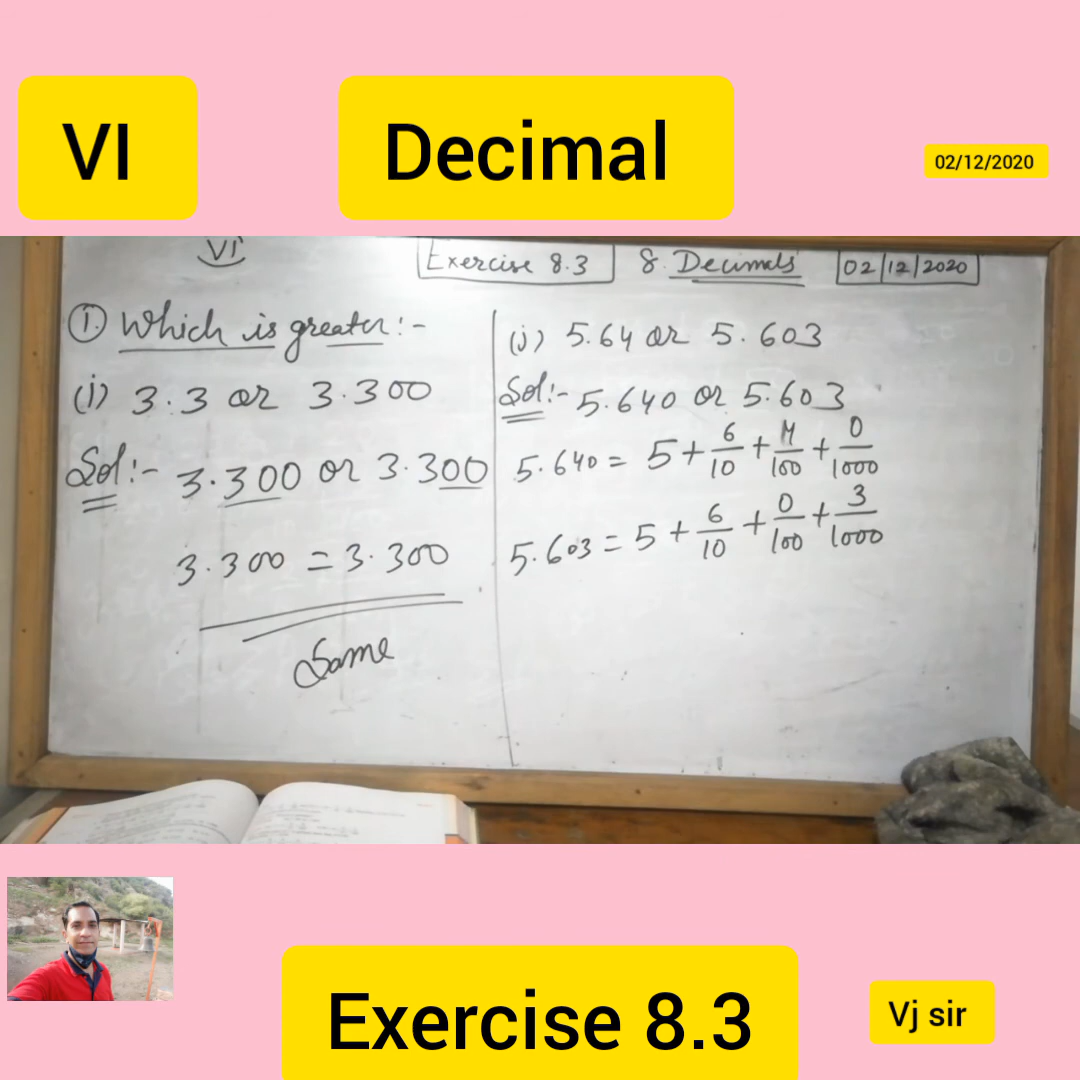 VI
Decimal
02/12/2020
VI
Exercise 8.3
8. Decimals
02/12/2020
1. Which is greater:-
(i) 3.3 or 3.300
Sol:- 3.300 or 3.300
3.300 = 3.300
Same
(j) 5.64 or 5.603
Sol:- 5.640 or 5.603
5.640 = 5 + 6/10 + 4/100 + 0/1000
5.603 = 5 + 6/10 + 0/100 + 3/1000
Exercise 8.3
Vj sir